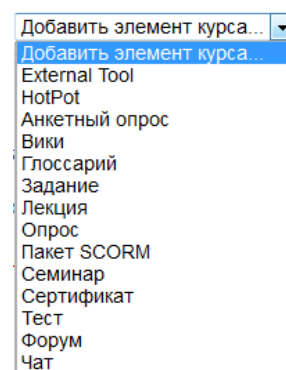 Добавить элемент курса...
Добавить элемент курса...
External Tool
HotPot
Анкетный опрос
Вики
Глоссарий
Задание
Лекция
Опрос
Пакет SCORM
Семинар
Сертификат
Тест
Форум
Чат